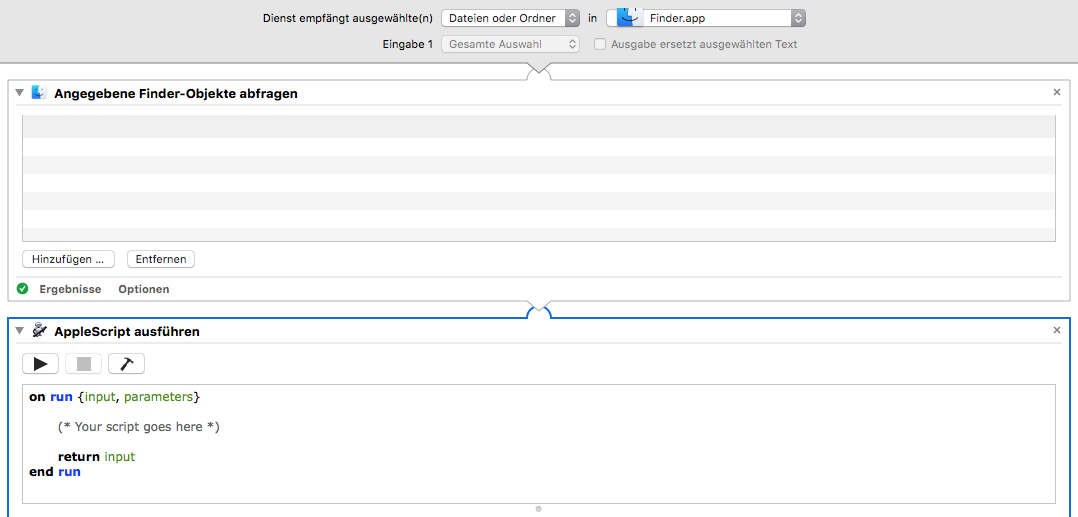 Dienst empfängt ausgewählte(n) Dateien oder Ordner in Finder.app
Eingabe 1 Gesamte Auswahl Ausgabe ersetzt ausgewählten Text
Angegebene Finder-Objekte abfragen
Hinzufügen ... Entfernen
Ergebnisse Optionen
AppleScript ausführen
on run {input, parameters}
(* Your script goes here *)
return input
end run